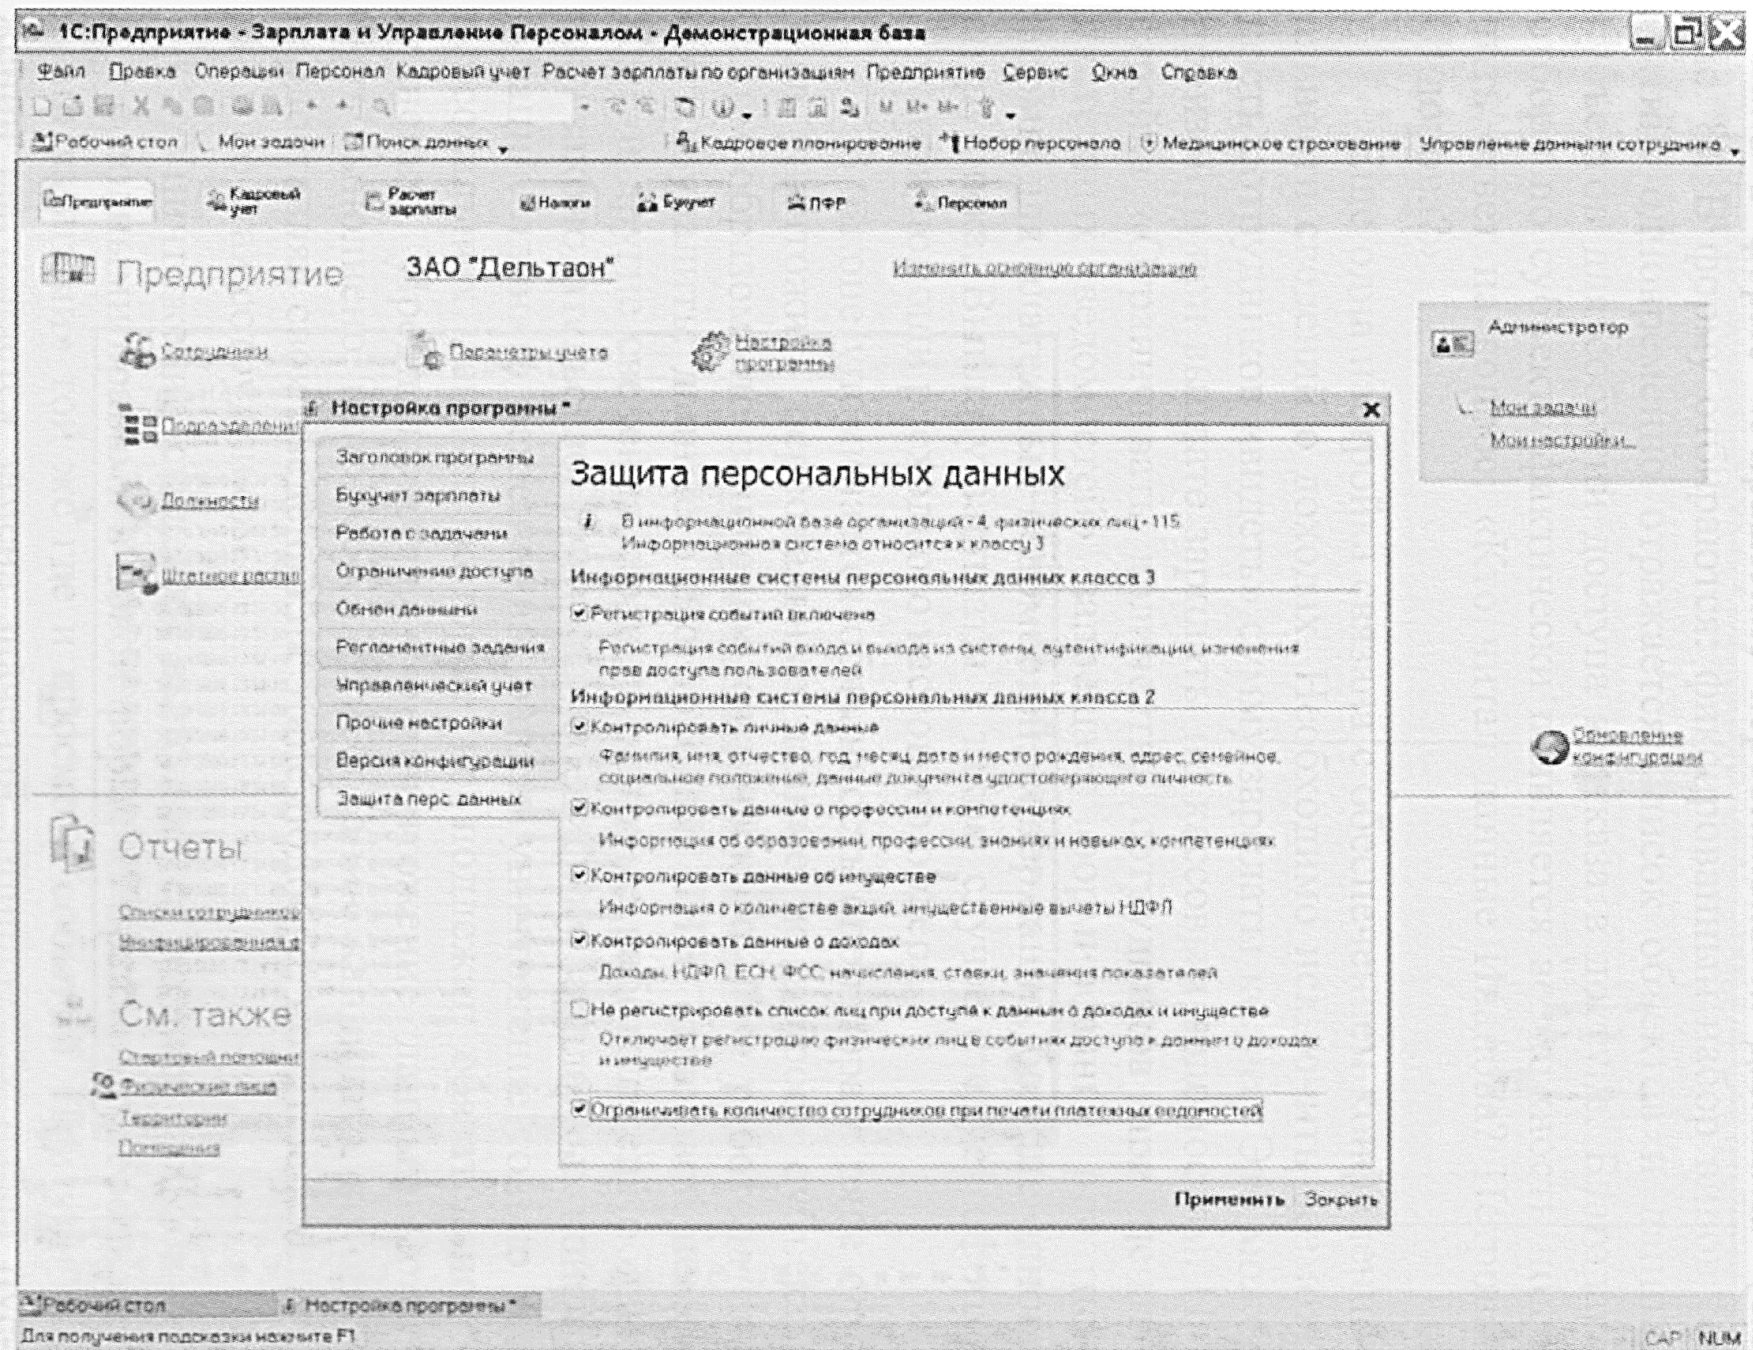 1С:Предприятие - Зарплата и Управление Персоналом - Демонстрационная база
Файл Правка Операции Персонал Кадровый учет Расчет зарплаты по организациям Предприятие Сервис Окна Справка
M M+ M-
Рабочий стол Мои задачи Поиск данных Кадровое планирование Набор персонала Медицинское страхование Управление данными сотрудника
Предприятие Кадровый учет Расчет зарплаты Налоги Бухучет ПФР Персонал
Предприятие ЗАО "Дельтаон" Изменить основную организацию
Сотрудники Параметры учета Настройка программы
Администратор
Мои задачи
Мои настройки...
Подразделения
Должности
Штатное распи
Обновление конфигурации
Настройка программы *
Заголовок программы
Бухучет зарплаты
Работа с задачами
Ограничение доступа
Обмен данными
Регламентные задания
Управленческий учет
Прочие настройки
Версия конфигурации
Защита перс. данных
Защита персональных данных
В информационной базе организаций - 4, физических лиц - 115
Информационная система относится к классу 3
Информационные системы персональных данных класса 3
Регистрация событий включена
Регистрация событий входа и выхода из системы, аутентификации, изменения
прав доступа пользователей
Информационные системы персональных данных класса 2
Контролировать личные данные
Фамилия, имя, отчество, год, месяц, дата и место рождения, адрес, семейное,
социальное положение, данные документа удостоверяющего личность
Контролировать данные о профессии и компетенциях
Информация об образовании, профессии, знаниях и навыках, компетенциях
Контролировать данные об имуществе
Информация о количестве акций, имущественные вычеты НДФЛ
Контролировать данные о доходах
Доходы, НДФЛ, ЕСН, ФСС, начисления, ставки, значения показателей
Не регистрировать список лиц при доступе к данным о доходах и имуществе
Отключает регистрацию физических лиц в событиях доступа к данным о доходах
и имуществе
Ограничивать количество сотрудников при печати платежных ведомостей
Применить Закрыть
Отчеты
Списки сотрудников
Унифицированная ф
См. также
Стартовый помощни
Физические лица
Территории
Помещения
Рабочий стол Настройка программы *
Для получения подсказки нажмите F1 CAP NUM